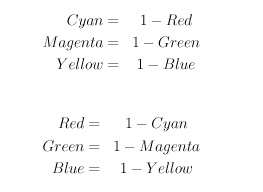 Cyan = 1 − Red
Magenta = 1 − Green
Yellow = 1 − Blue
Red = 1 − Cyan
Green = 1 − Magenta
Blue = 1 − Yellow